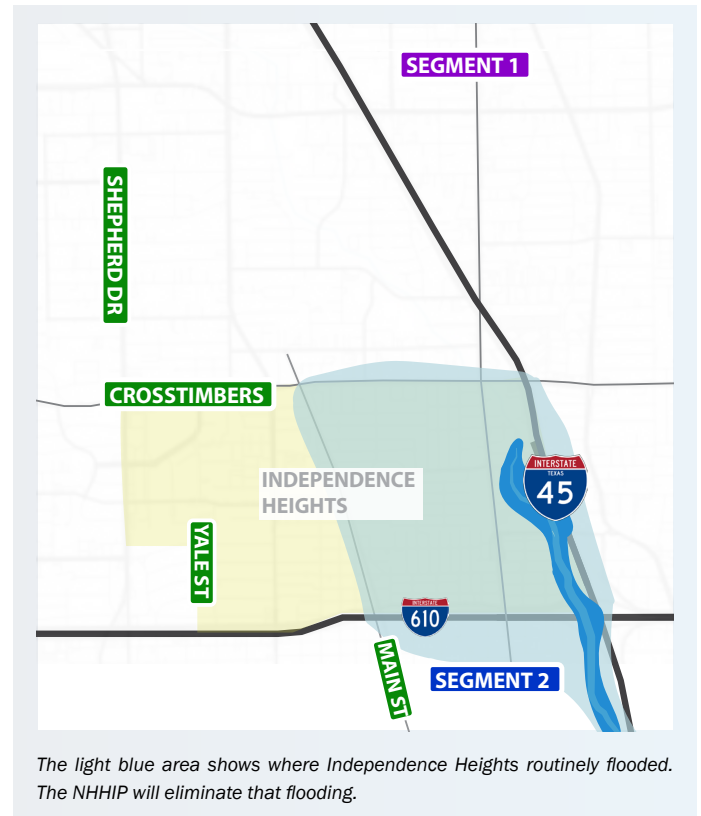 SEGMENT 1
SHEPHERD DR
CROSSTIMBERS
INDEPENDENCE
HEIGHTS
INTERSTATE
TEXAS
45
YALE ST
INTERSTATE
610
MAIN ST
SEGMENT 2
The light blue area shows where Independence Heights routinely flooded.
The NHHIP will eliminate that flooding.